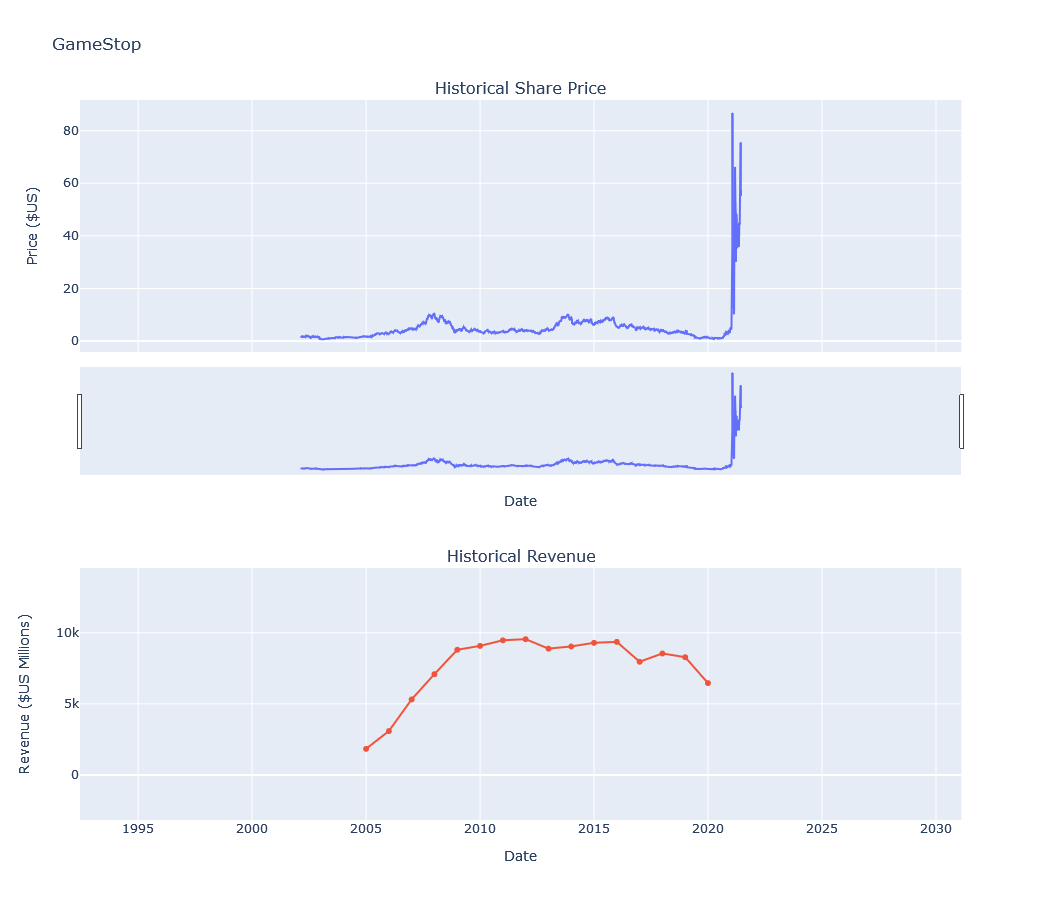 GameStop
Historical Share Price
80
60
40
20
0
Price ($US)
Date
Historical Revenue
10k
5k
0
Revenue ($US Millions)
1995 2000 2005 2010 2015 2020 2025 2030
Date